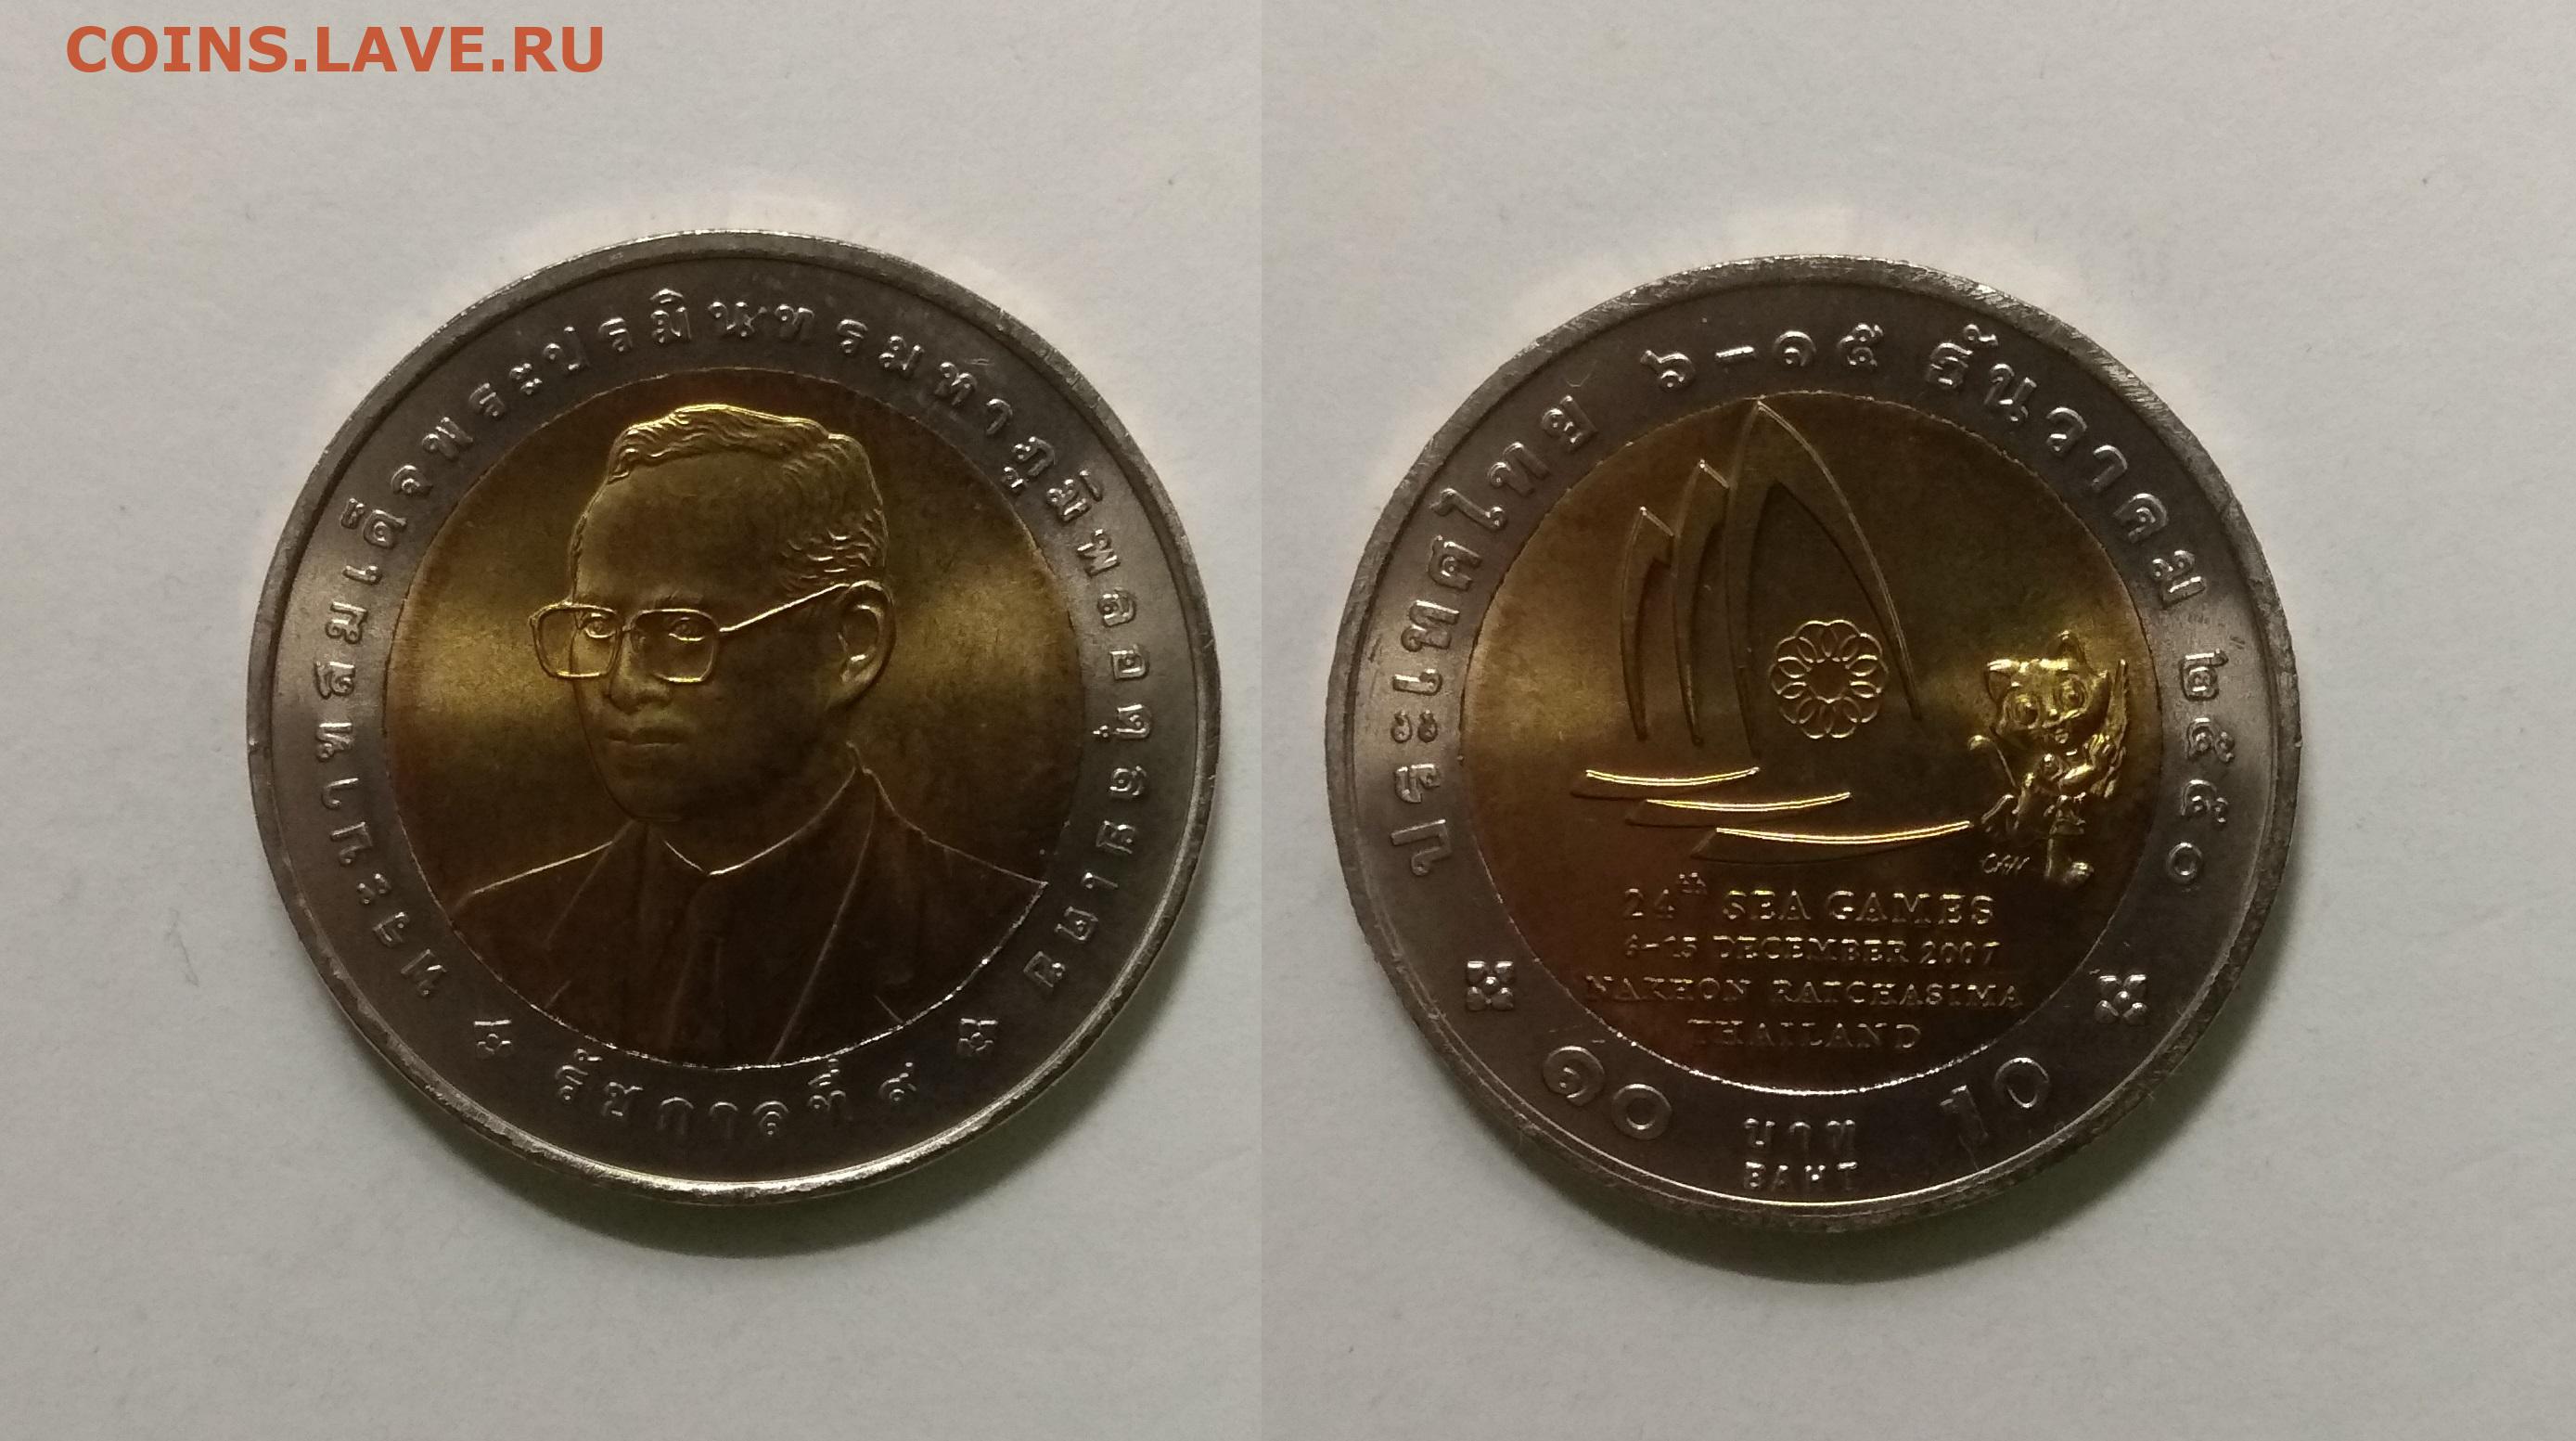 COINS.LAVE.RU
พระบาทสมเด็จพระปรมินทรมหาภูมิพลอดุลยเดช
รัชกาลที่ ๙
ประเทศไทย ๖-๑๕ ธันวาคม ๒๕๕๐
CAN
24th SEA GAMES
6-15 DECEMBER 2007
NAKHON RATCHASIMA
THAILAND
๑๐ บาท 10
BAHT